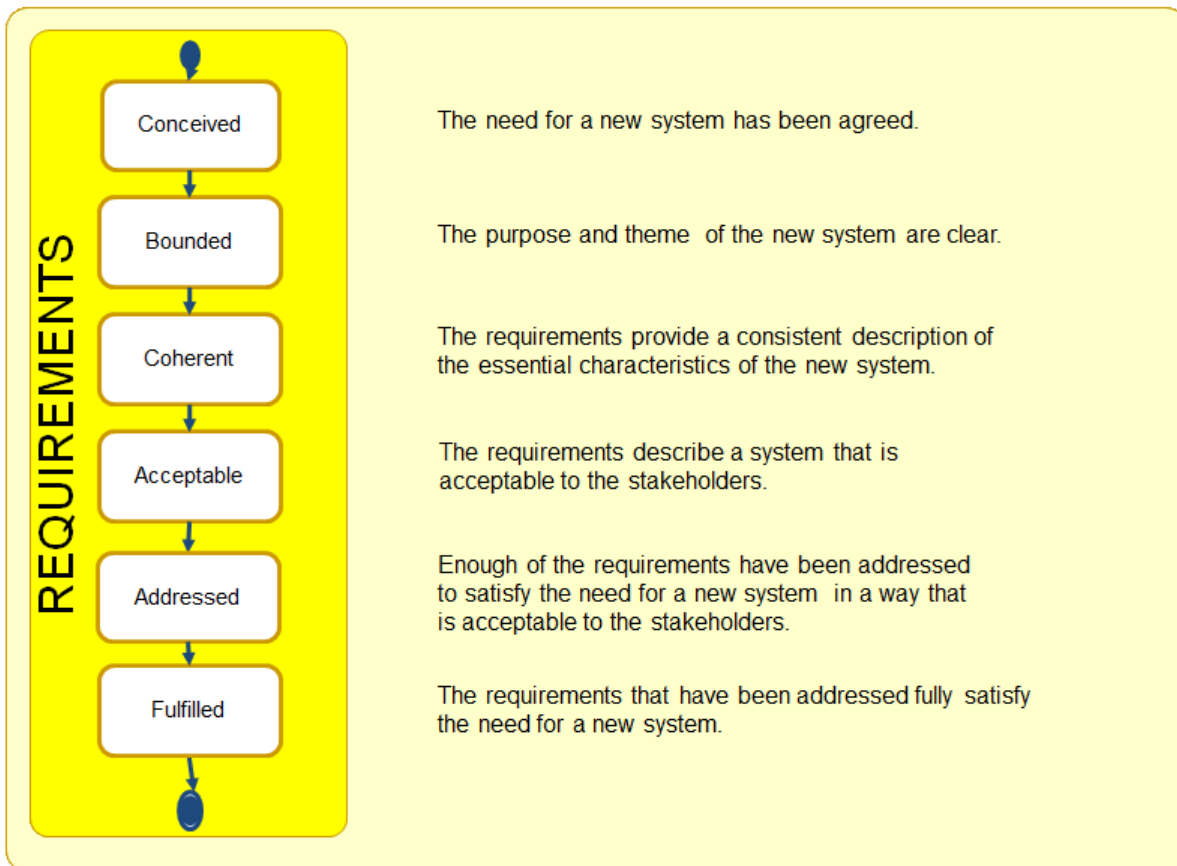 REQUIREMENTS
Conceived
The need for a new system has been agreed.
Bounded
The purpose and theme of the new system are clear.
Coherent
The requirements provide a consistent description of
the essential characteristics of the new system.
Acceptable
The requirements describe a system that is
acceptable to the stakeholders.
Addressed
Enough of the requirements have been addressed
to satisfy the need for a new system in a way that
is acceptable to the stakeholders.
Fulfilled
The requirements that have been addressed fully satisfy
the need for a new system.